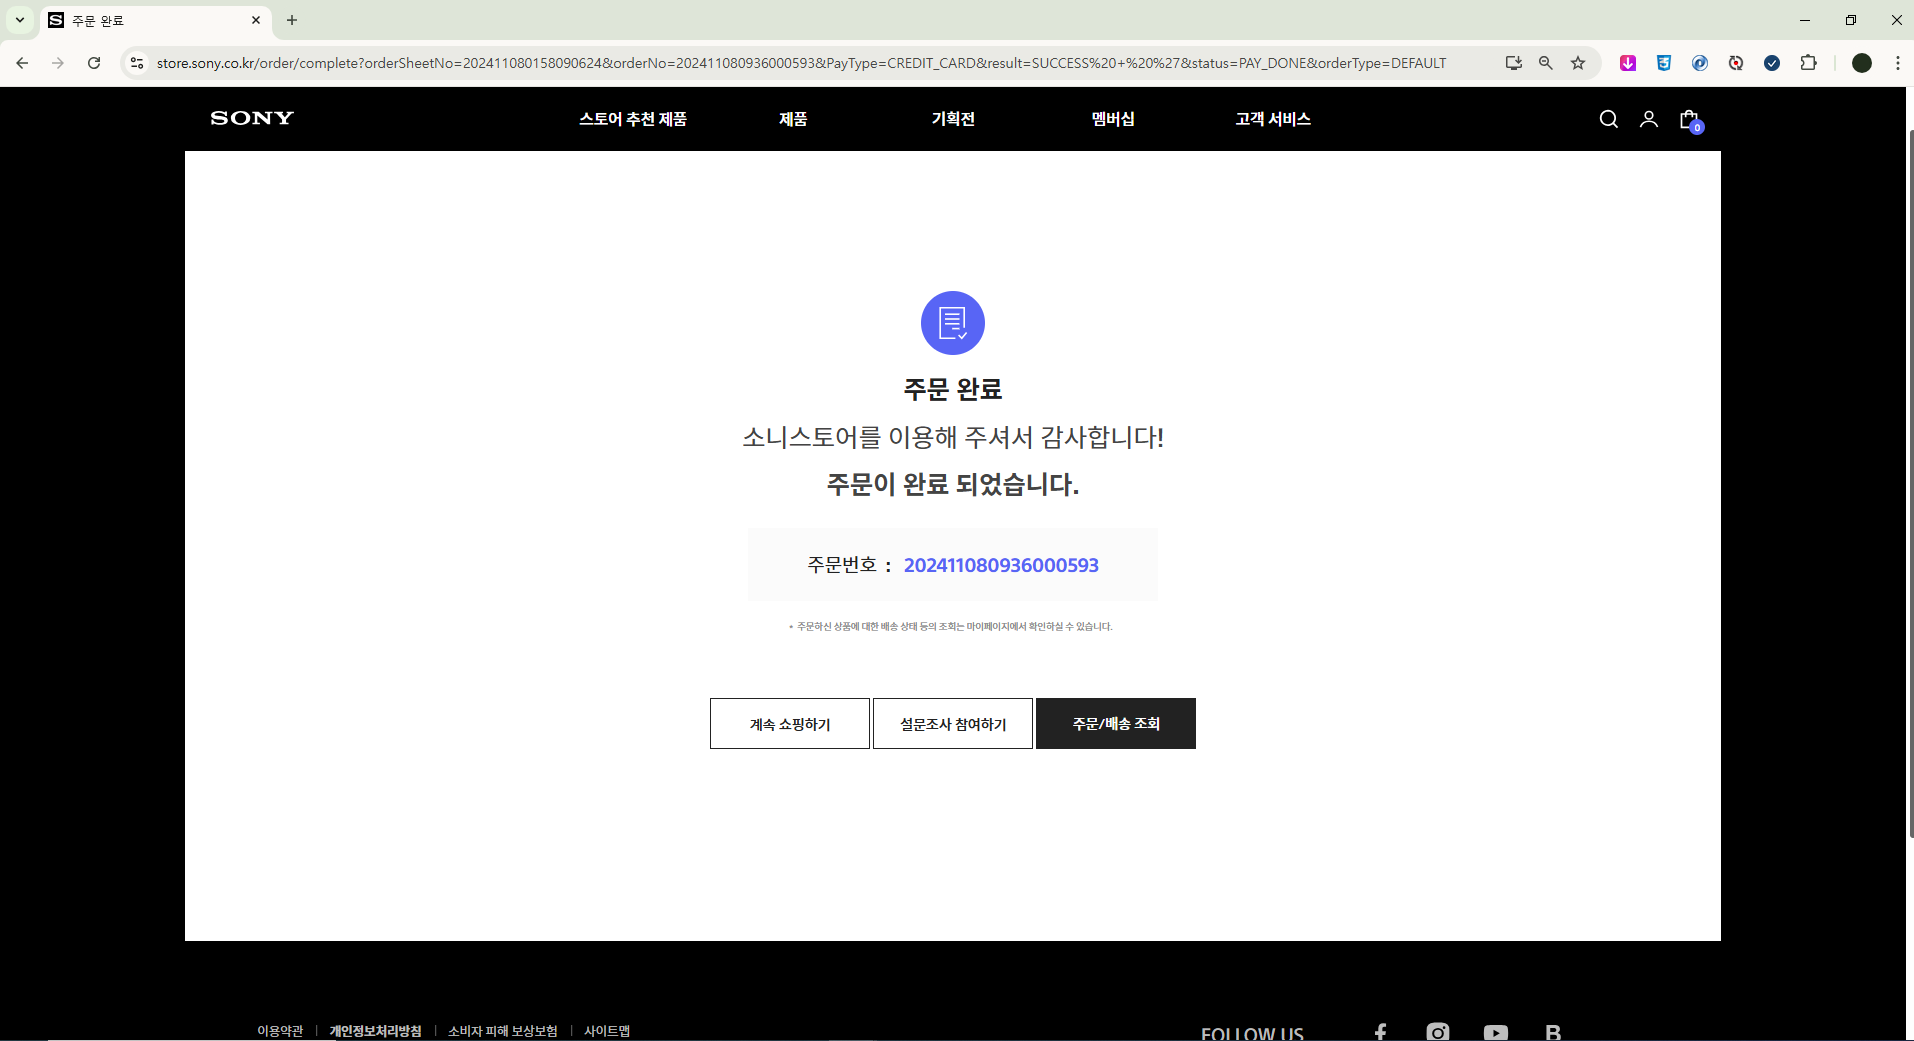 주문 완료
store.sony.co.kr/order/complete?orderSheetNo=202411080158090624&orderNo=202411080936000593&PayType=CREDIT_CARD&result=SUCCESS%20+%20%27&status=PAY_DONE&orderType=DEFAULT
SONY 스토어 추천 제품 제품 기획전 멤버십 고객 서비스 0
주문 완료
소니스토어를 이용해 주셔서 감사합니다!
주문이 완료 되었습니다.
주문번호 : 202411080936000593
* 주문하신 상품에 대한 배송 상태 등의 조회는 마이페이지에서 확인하실 수 있습니다.
계속 쇼핑하기 설문조사 참여하기 주문/배송 조회
이용약관 | 개인정보처리방침 | 소비자 피해 보상보험 | 사이트맵 FOLLOW US